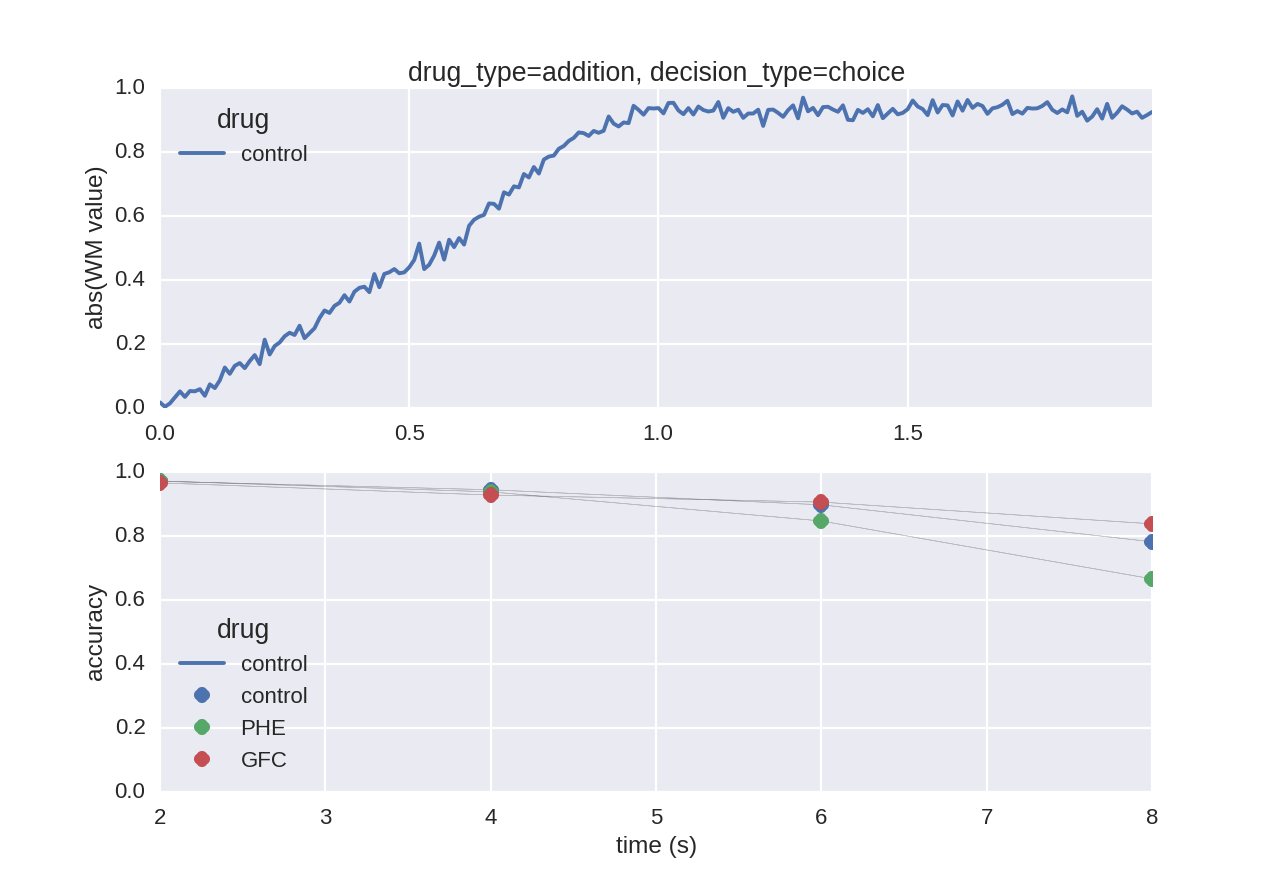 drug_type=addition, decision_type=choice
1.0
0.8
0.6
0.4
0.2
0.0
abs(WM value)
drug
control
0.0 0.5 1.0 1.5
1.0
0.8
0.6
0.4
0.2
0.0
accuracy
drug
control
control
PHE
GFC
2 3 4 5 6 7 8
time (s)